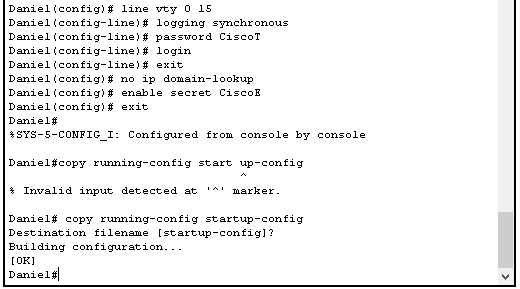 Daniel(config)# line vty 0 15
Daniel(config-line)# logging synchronous
Daniel(config-line)# password CiscoT
Daniel(config-line)# login
Daniel(config-line)# exit
Daniel(config)# no ip domain-lookup
Daniel(config)# enable secret CiscoE
Daniel(config)# exit
Daniel#
%SYS-5-CONFIG_I: Configured from console by console
Daniel#copy running-config start up-config
^
% Invalid input detected at '^' marker.
Daniel# copy running-config startup-config
Destination filename [startup-config]?
Building configuration...
[OK]
Daniel#